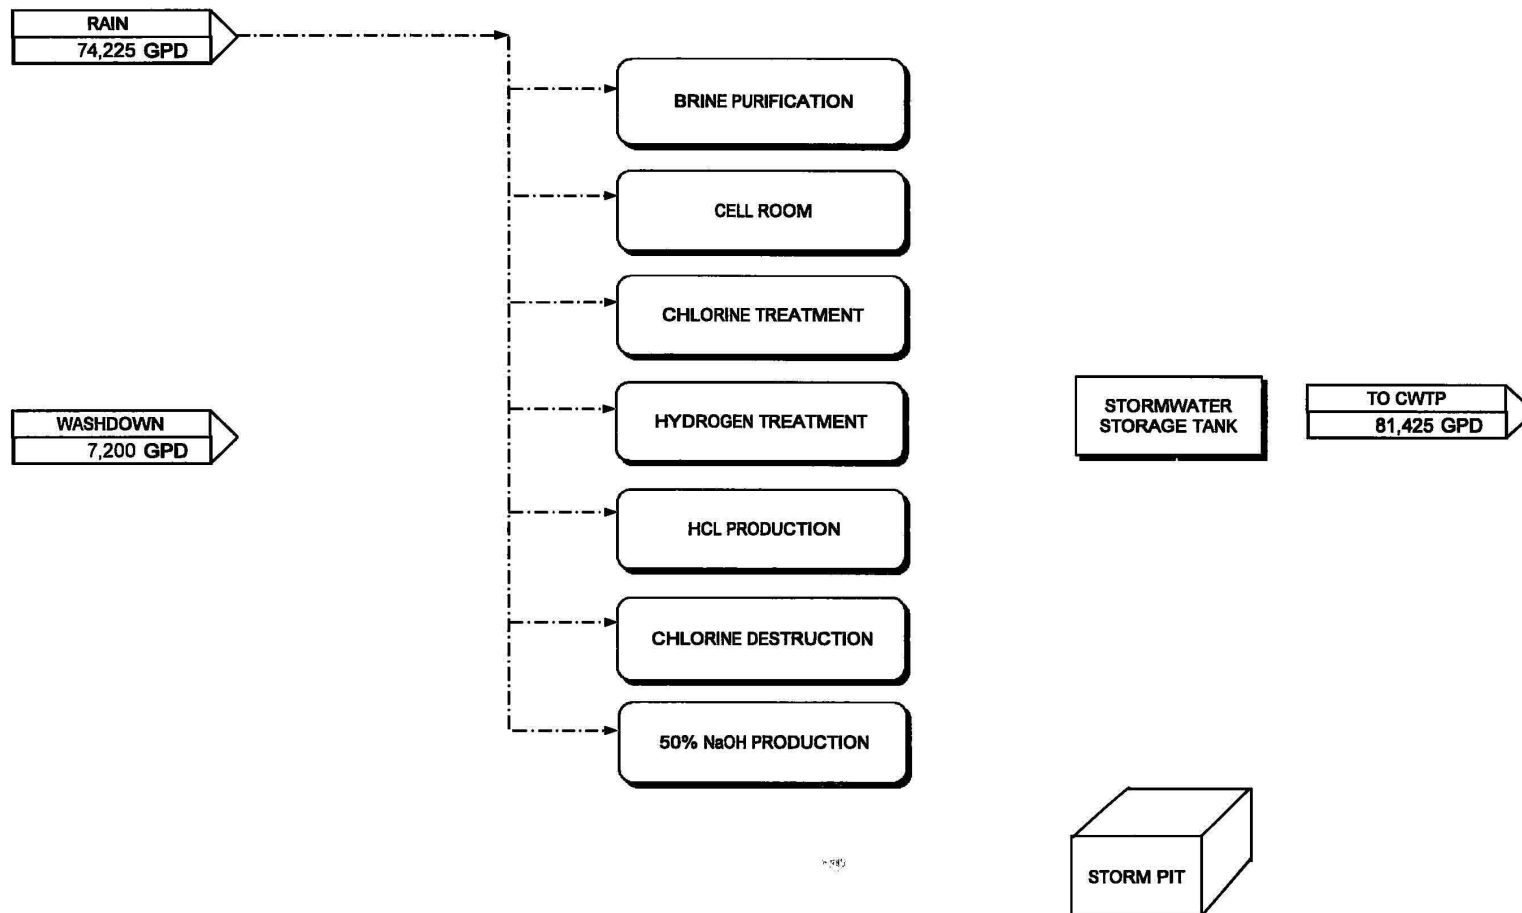 RAIN
74,225 GPD
BRINE PURIFICATION
CELL ROOM
CHLORINE TREATMENT
HYDROGEN TREATMENT
WASHDOWN
7,200 GPD
STORMWATER
STORAGE TANK
TO CWTP
81,425 GPD
HCL PRODUCTION
CHLORINE DESTRUCTION
50% NaOH PRODUCTION
STORM PIT